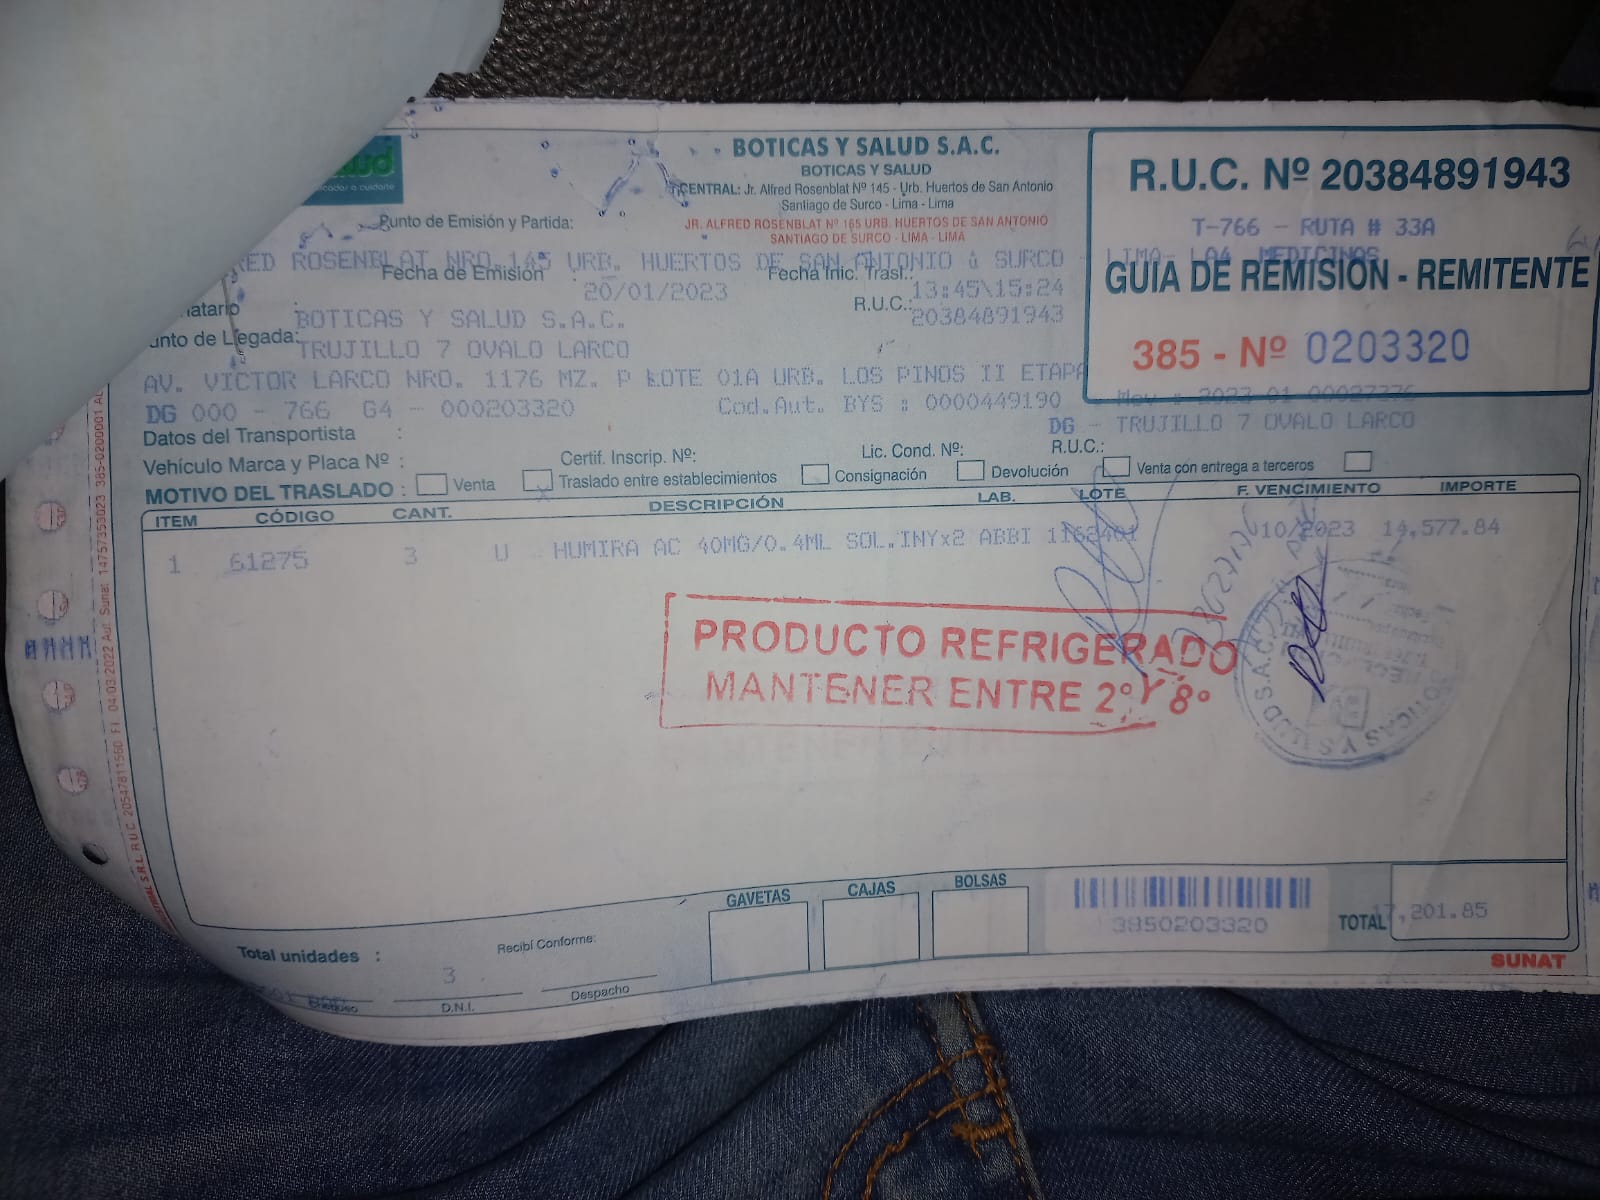 BOTICAS Y SALUD S.A.C.
BOTICAS Y SALUD
CENTRAL: Jr. Alfred Rosenblat Nº 145 - Urb. Huertos de San Antonio
Santiago de Surco - Lima - Lima
JR. ALFRED ROSENBLAT Nº 165 URB. HUERTOS DE SAN ANTONIO
SANTIAGO DE SURCO - LIMA - LIMA
R.U.C. Nº 20384891943
T-766 - RUTA # 33A
GUIA DE REMISIÓN - REMITENTE
385 - Nº 0203320
Punto de Emisión y Partida:
RED ROSENBLAT NRO.145 URB. HUERTOS DE SAN ANTONIO á SURCO - LIMA- LAS MEDICINAS
Fecha de Emisión 20/01/2023 Fecha Inic. Trasl.: 13:45\15:24
natario BOTICAS Y SALUD S.A.C. R.U.C.: 20384891943
unto de Llegada: TRUJILLO 7 OVALO LARCO
AV. VICTOR LARCO NRO. 1176 MZ. P LOTE 01A URB. LOS PINOS II ETAPA
DG 000 - 766 G4 - 000203320 Cod.Aut. BYS : 0000449190
DG - TRUJILLO 7 OVALO LARCO
Datos del Transportista :
Vehículo Marca y Placa Nº : Certif. Inscrip. Nº: Lic. Cond. Nº: R.U.C.:
MOTIVO DEL TRASLADO : Venta Traslado entre establecimientos Consignación Devolución Venta con entrega a terceros
ITEM CÓDIGO CANT. DESCRIPCIÓN LAB. LOTE F. VENCIMIENTO IMPORTE
1 61275 3 U HUMIRA AC 40MG/0.4ML SOL.INYx2 ABBI 1162401 10/2023 14,577.84
PRODUCTO REFRIGERADO
MANTENER ENTRE 2º Y 8º
BOTICAS Y SALUD S.A.C.
GAVETAS CAJAS BOLSAS
3850203320
TOTAL 17,201.85
SUNAT
Total unidades : 3 Recibí Conforme:
D.N.I. Despacho